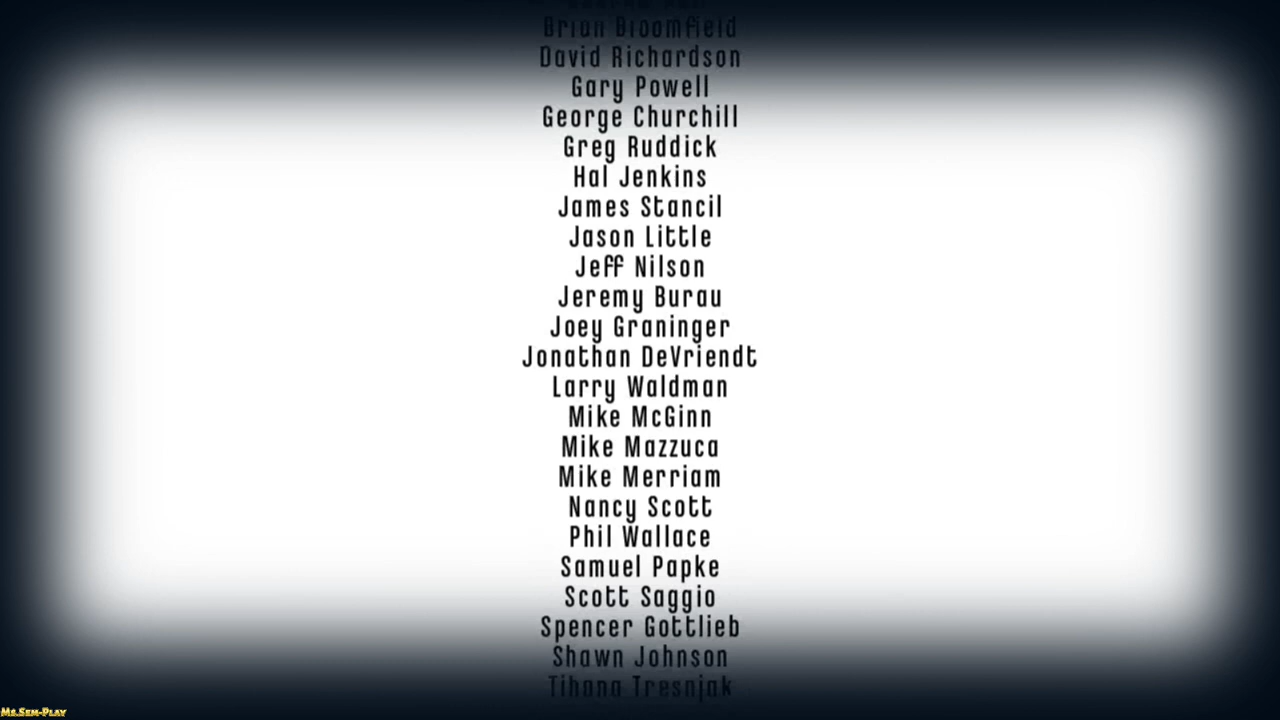 Brian Bloomfield
David Richardson
Gary Powell
George Churchill
Greg Ruddick
Hal Jenkins
James Stancil
Jason Little
Jeff Nilson
Jeremy Burau
Joey Graninger
Jonathan DeVriendt
Larry Waldman
Mike McGinn
Mike Mazzuca
Mike Merriam
Nancy Scott
Phil Wallace
Samuel Papke
Scott Saggio
Spencer Gottlieb
Shawn Johnson
Tihana Tresnjak
Ms.Sem-Play